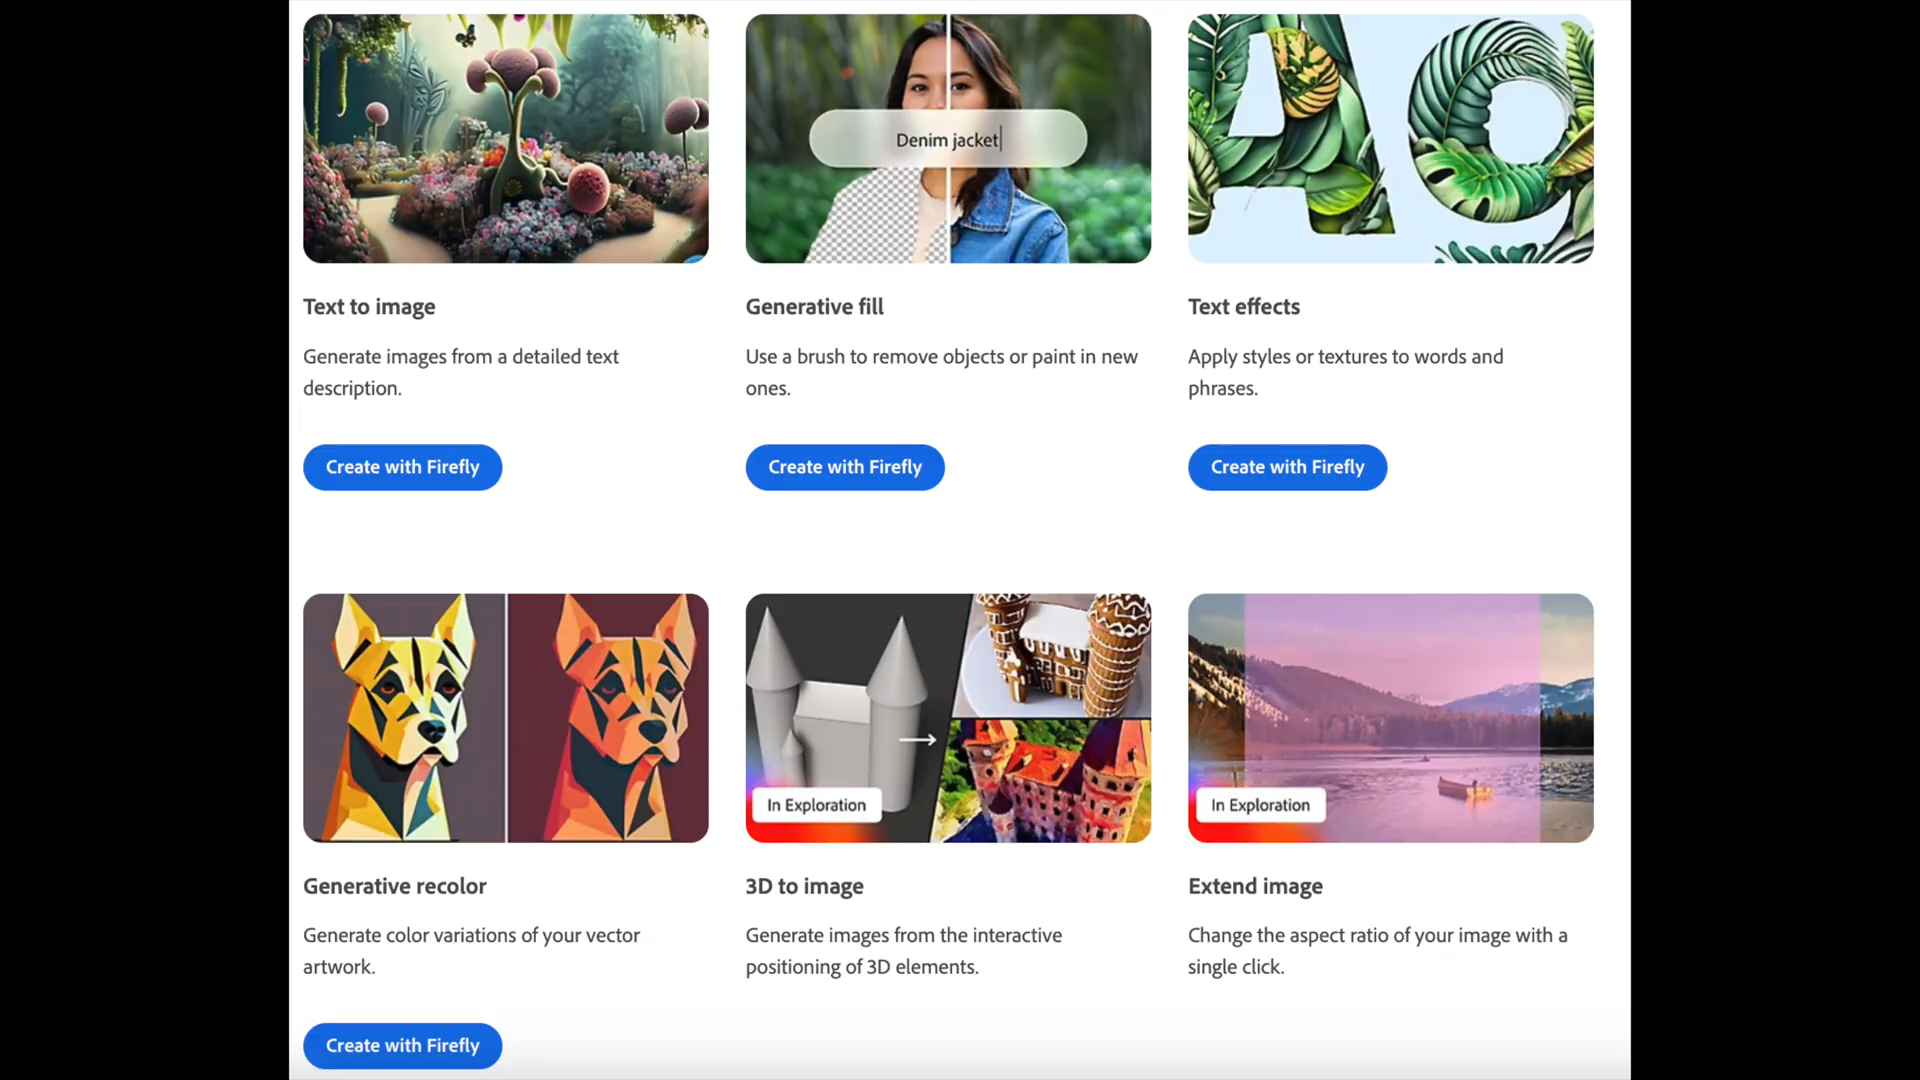 Denim jacket
Text to image
Generate images from a detailed text
description.
Create with Firefly
Generative fill
Use a brush to remove objects or paint in new
ones.
Create with Firefly
Text effects
Apply styles or textures to words and
phrases.
Create with Firefly
Generative recolor
Generate color variations of your vector
artwork.
Create with Firefly
In Exploration
3D to image
Generate images from the interactive
positioning of 3D elements.
In Exploration
Extend image
Change the aspect ratio of your image with a
single click.